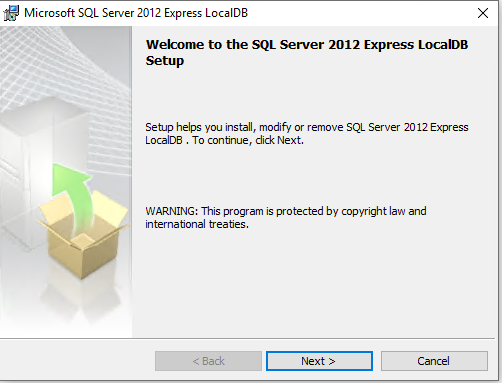 Microsoft SQL Server 2012 Express LocalDB
Welcome to the SQL Server 2012 Express LocalDB
Setup
Setup helps you install, modify or remove SQL Server 2012 Express
LocalDB . To continue, click Next.
WARNING: This program is protected by copyright law and
international treaties.
< Back
Next >
Cancel